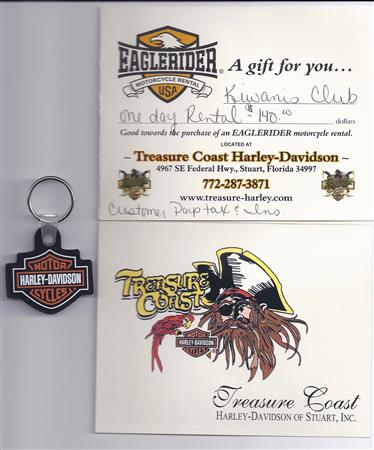 EAGLERIDER®
MOTORCYCLE RENTAL
USA
A gift for you...
Kiwanis Club
One day Rental $140.00 dollars
Good towards the purchase of an EAGLERIDER motorcycle rental.
LOCATED AT
~ Treasure Coast Harley-Davidson ~
4967 SE Federal Hwy., Stuart, Florida 34997
772-287-3871
www.treasurecoasthd.com
Customer Pays tax & Ins.
MOTOR
HARLEY-DAVIDSON
CYCLES
TREASURE
COAST
MOTOR
HARLEY-DAVIDSON
CYCLES
Treasure Coast
HARLEY-DAVIDSON OF STUART, INC.